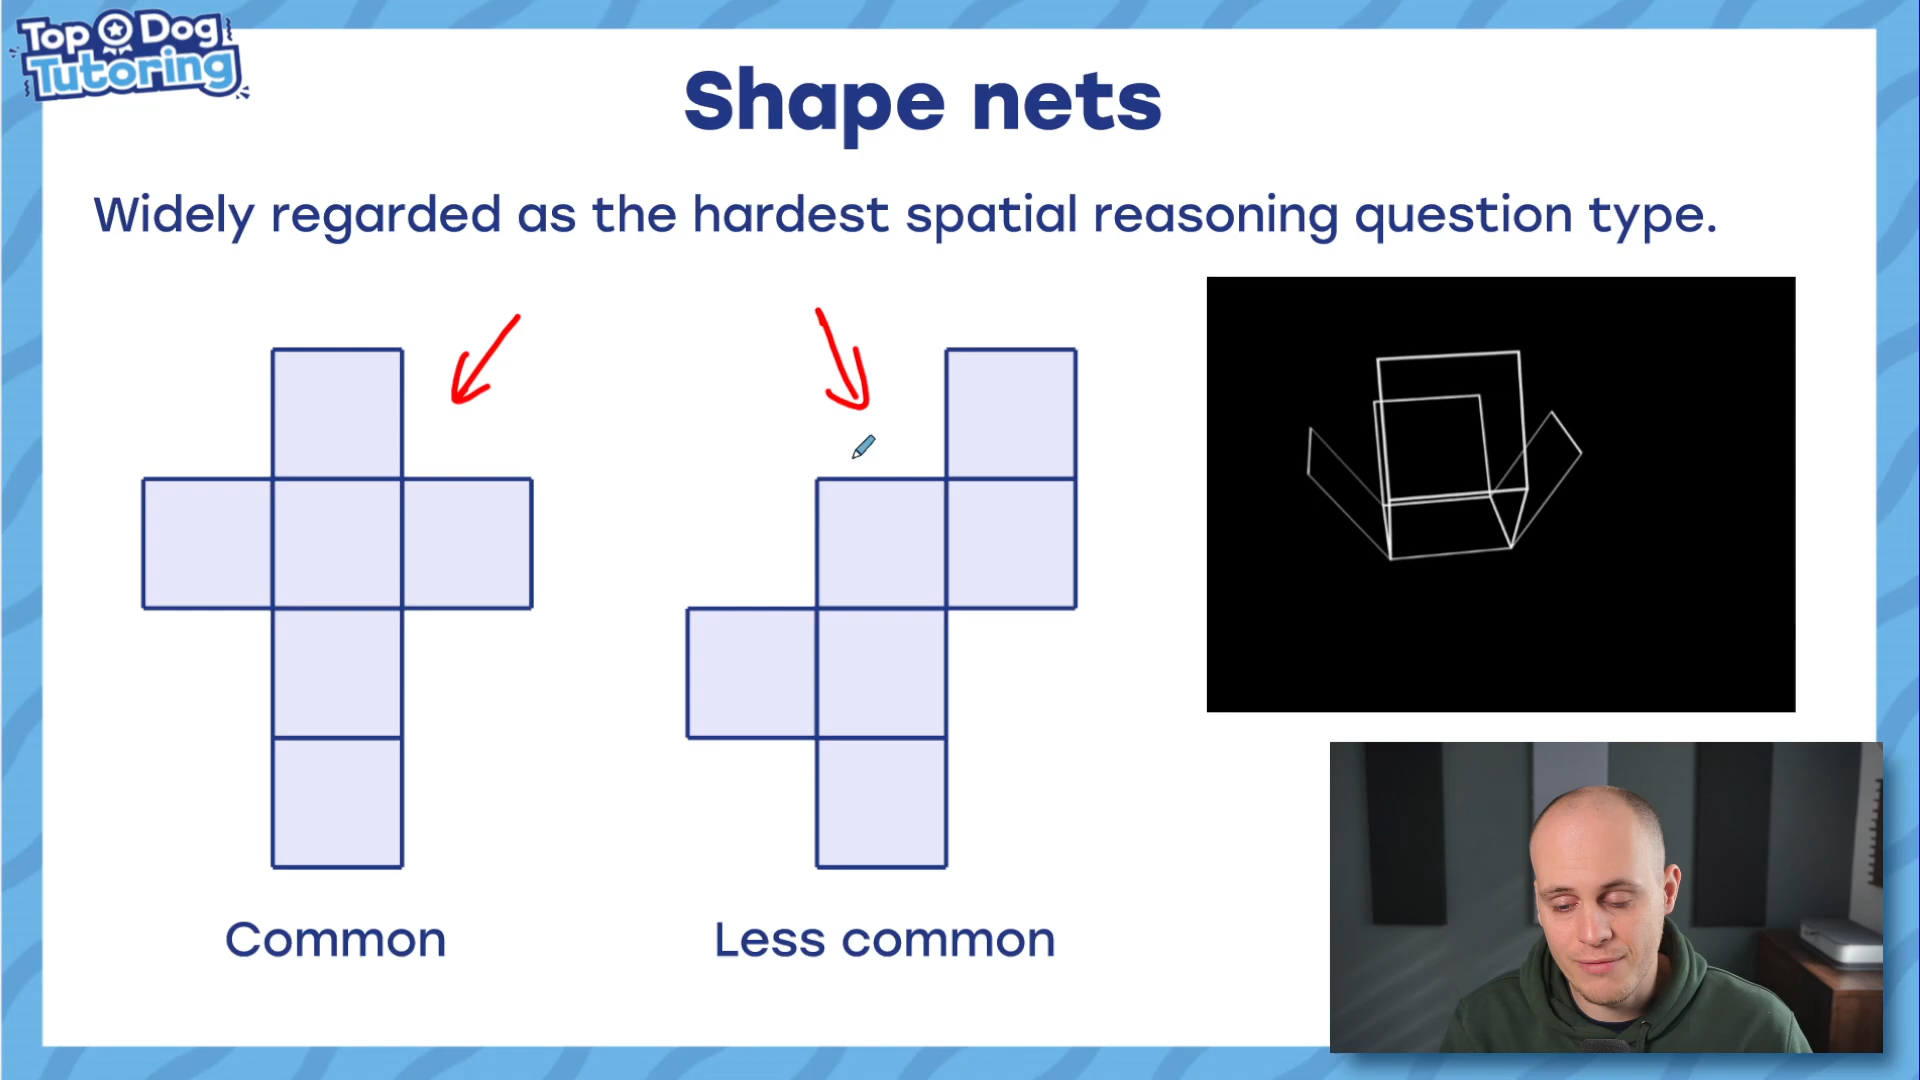 Top Dog
Tutoring
Shape nets
Widely regarded as the hardest spatial reasoning question type.
Common
Less common